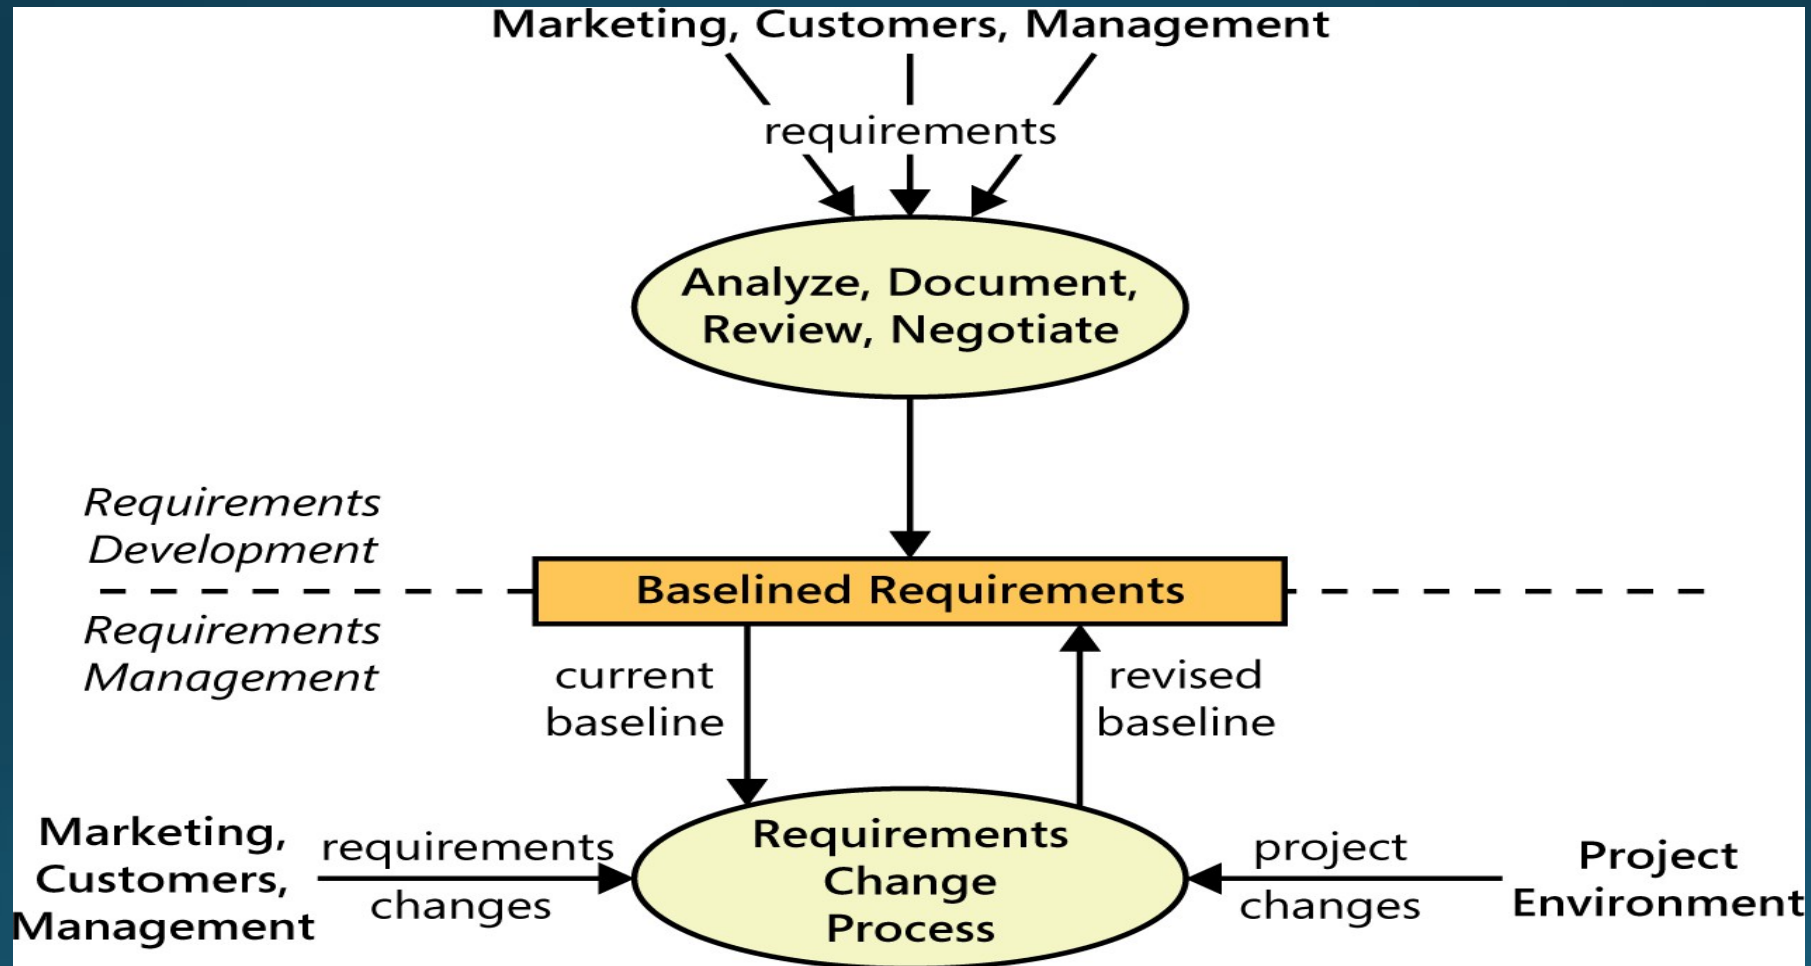 Marketing, Customers, Management
requirements
Analyze, Document,
Review, Negotiate
Requirements
Development
Baselined Requirements
Requirements
Management
current
baseline
revised
baseline
Marketing,
Customers,
Management
requirements
changes
Requirements
Change
Process
project
changes
Project
Environment